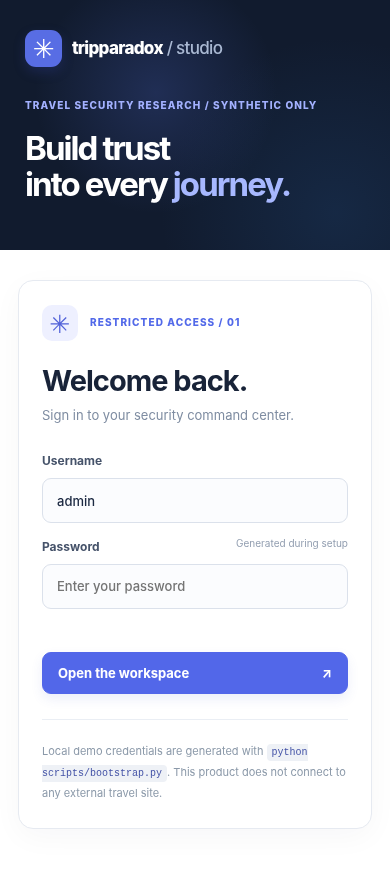 tripparadox / studio
TRAVEL SECURITY RESEARCH / SYNTHETIC ONLY
Build trust
into every journey.
RESTRICTED ACCESS / 01
Welcome back.
Sign in to your security command center.
Username
admin
Password Generated during setup
Enter your password
Open the workspace
Local demo credentials are generated with python
scripts/bootstrap.py. This product does not connect to
any external travel site.